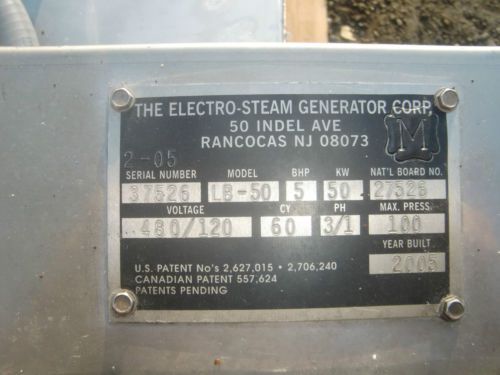 THE ELECTRO-STEAM GENERATOR CORP.
50 INDEL AVE
RANCOCAS NJ 08073
M
2-05
SERIAL NUMBER MODEL BHP KW NAT'L BOARD NO.
37526 LB-50 5 50 27526
VOLTAGE CY PH MAX. PRESS
480/120 60 3/1 100
YEAR BUILT
2005
U.S. PATENT No's 2,627,015 • 2,706,240
CANADIAN PATENT 557,624
PATENTS PENDING